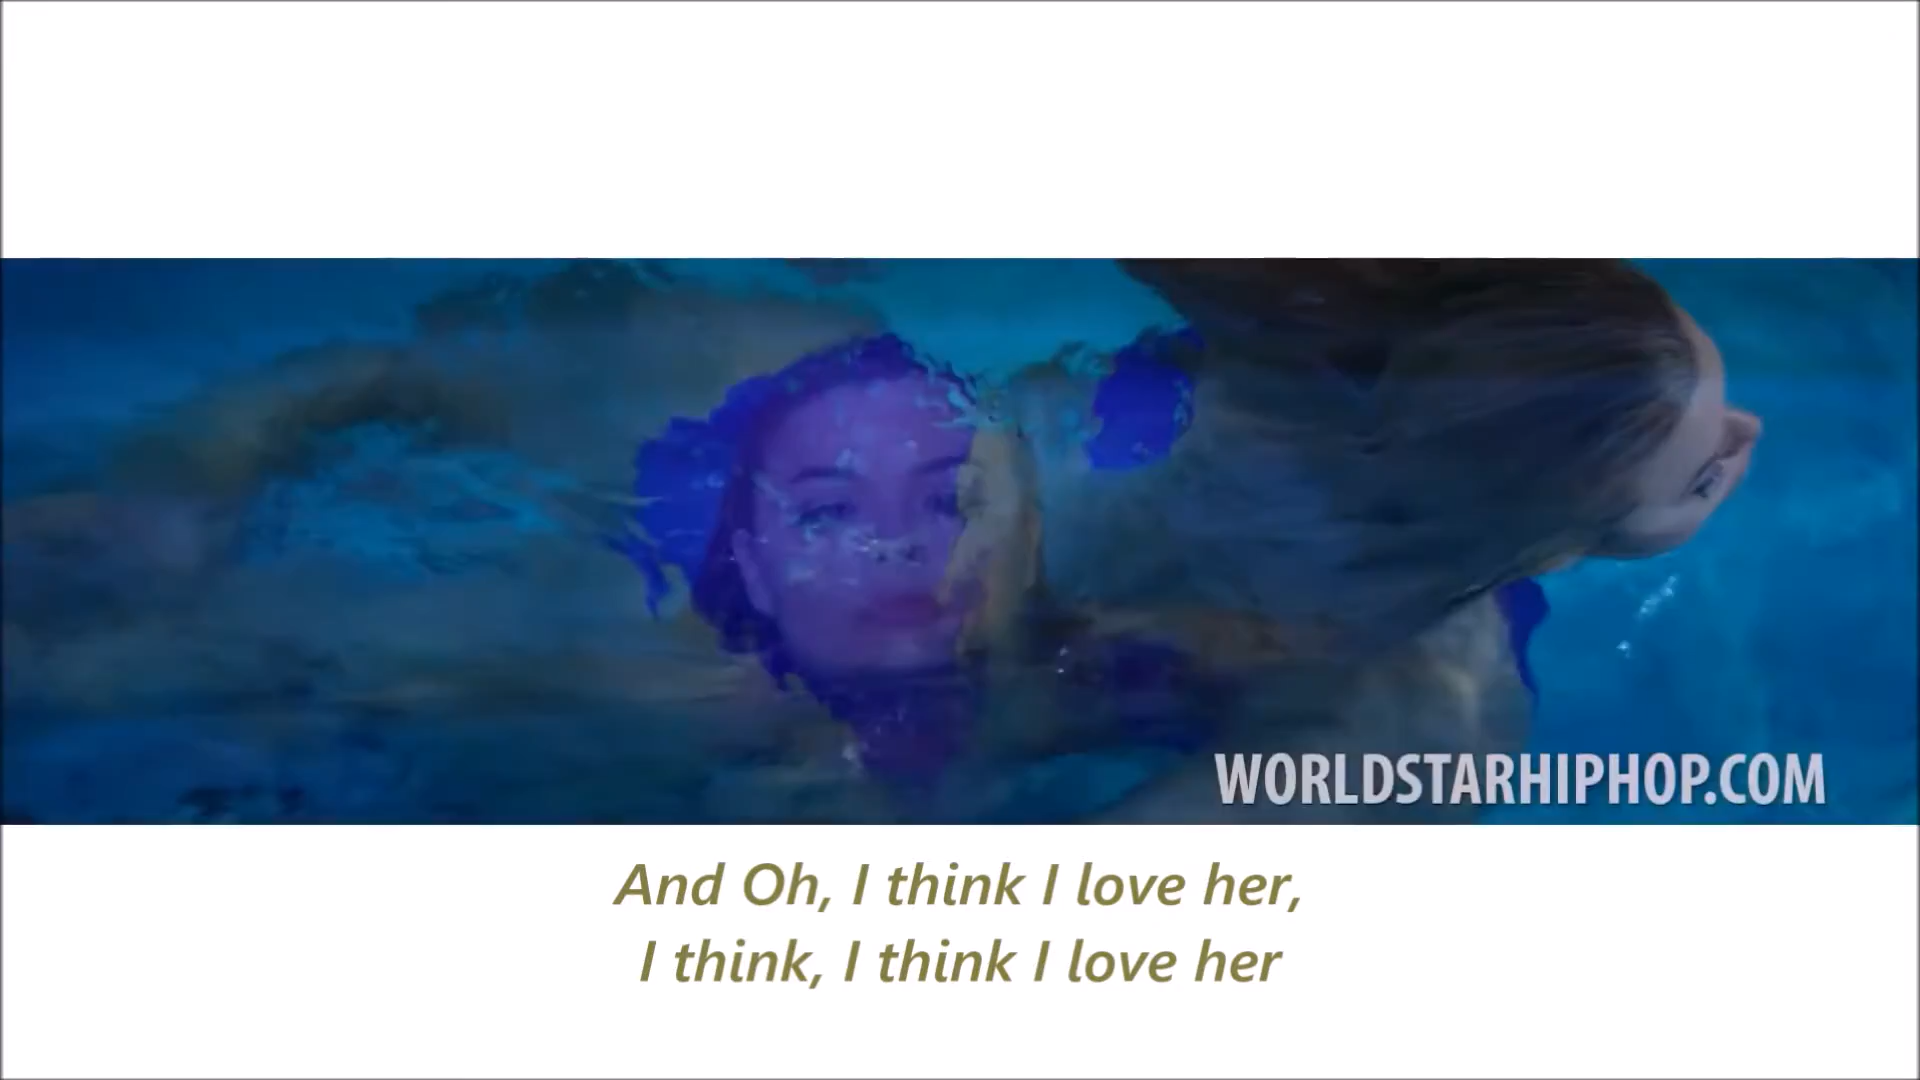 WORLDSTARHIPHOP.COM
And Oh, I think I love her,
I think, I think I love her